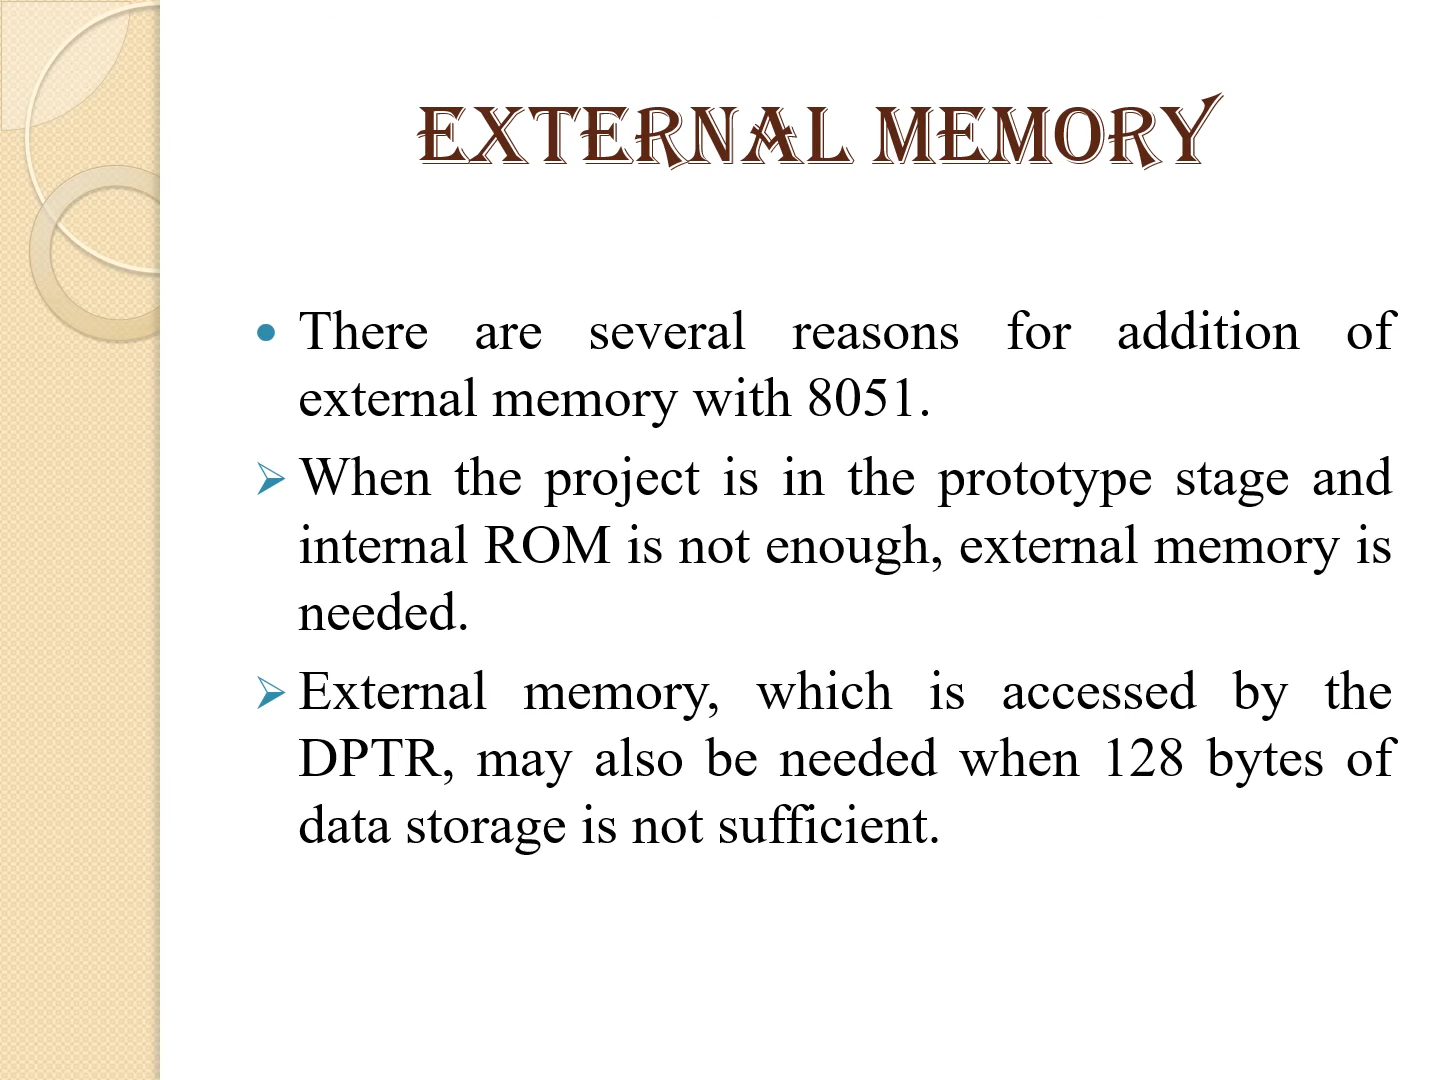 EXTERNAL MEMORY
There are several reasons for addition of
external memory with 8051.
When the project is in the prototype stage and
internal ROM is not enough, external memory is
needed.
External memory, which is accessed by the
DPTR, may also be needed when 128 bytes of
data storage is not sufficient.